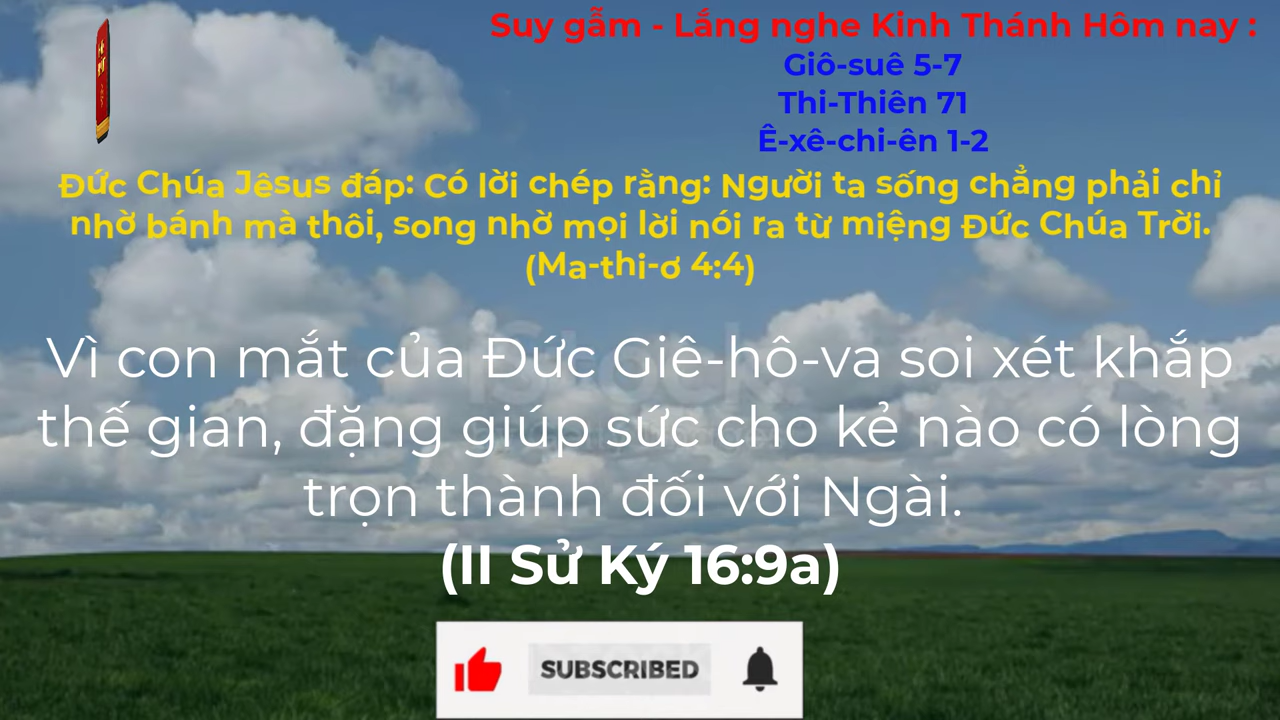 Suy gẫm - Lắng nghe Kinh Thánh Hôm nay :
Giô-suê 5-7
Thi-Thiên 71
Ê-xê-chi-ên 1-2
Đức Chúa Jêsus đáp: Có lời chép rằng: Người ta sống chẳng phải chỉ
nhờ bánh mà thôi, song nhờ mọi lời nói ra từ miệng Đức Chúa Trời.
(Ma-thi-ơ 4:4)
iStock
Vì con mắt của Đức Giê-hô-va soi xét khắp
thế gian, đặng giúp sức cho kẻ nào có lòng
trọn thành đối với Ngài.
(II Sử Ký 16:9a)
SUBSCRIBED